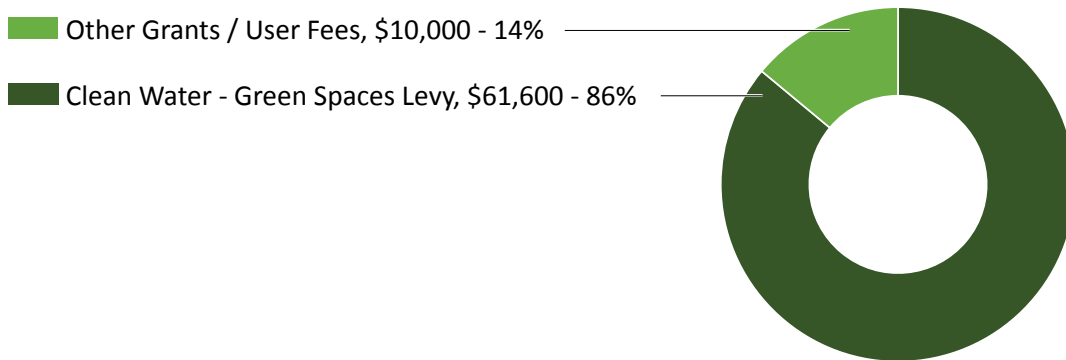 Other Grants / User Fees, $10,000 - 14%
Clean Water - Green Spaces Levy, $61,600 - 86%